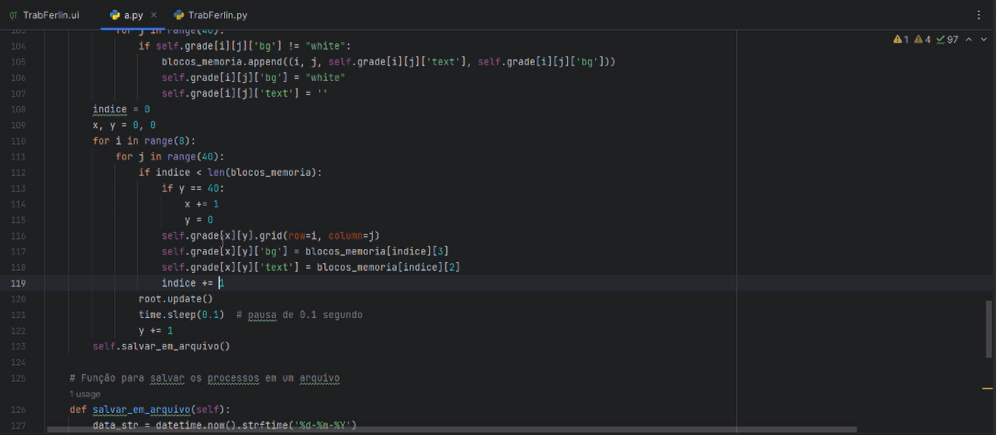 TrabFerlin.ui a.py TrabFerlin.py
1 4 97
103 for j in range(40):
104 if self.grade[i][j]['bg'] != "white":
105 blocos_memoria.append((i, j, self.grade[i][j]['text'], self.grade[i][j]['bg']))
106 self.grade[i][j]['bg'] = "white"
107 self.grade[i][j]['text'] = ''
108 indice = 0
109 x, y = 0, 0
110 for i in range(8):
111 for j in range(40):
112 if indice < len(blocos_memoria):
113 if y == 40:
114 x += 1
115 y = 0
116 self.grade[x][y].grid(row=i, column=j)
117 self.grade[x][y]['bg'] = blocos_memoria[indice][3]
118 self.grade[x][y]['text'] = blocos_memoria[indice][2]
119 indice += 1
120 root.update()
121 time.sleep(0.1) # pausa de 0.1 segundo
122 y += 1
123 self.salvar_em_arquivo()
124
125 # Função para salvar os processos em um arquivo
1 usage
126 def salvar_em_arquivo(self):
127 data_str = datetime.now().strftime('%d-%m-%Y')